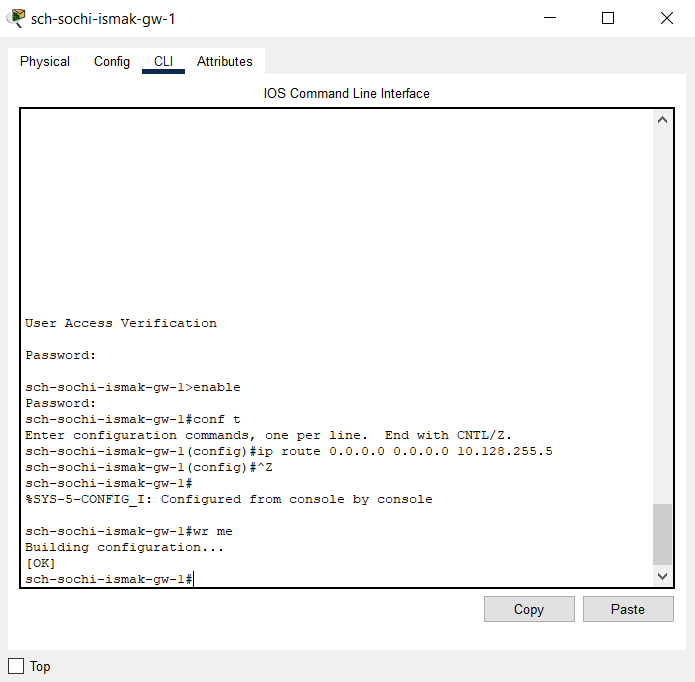 sch-sochi-ismak-gw-1
Physical Config CLI Attributes
IOS Command Line Interface
User Access Verification
Password:
sch-sochi-ismak-gw-1>enable
Password:
sch-sochi-ismak-gw-1#conf t
Enter configuration commands, one per line.  End with CNTL/Z.
sch-sochi-ismak-gw-1(config)#ip route 0.0.0.0 0.0.0.0 10.128.255.5
sch-sochi-ismak-gw-1(config)#^Z
sch-sochi-ismak-gw-1#
%SYS-5-CONFIG_I: Configured from console by console
sch-sochi-ismak-gw-1#wr me
Building configuration...
[OK]
sch-sochi-ismak-gw-1#
Copy Paste
Top